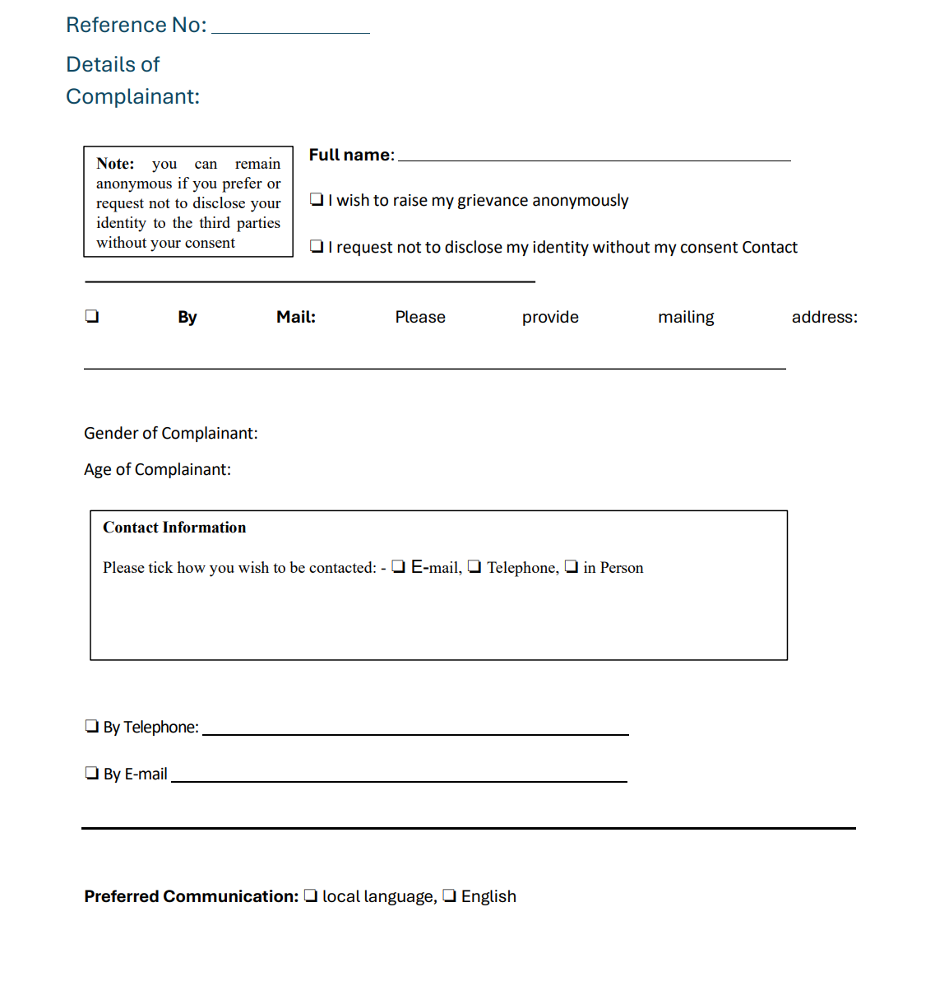 Reference No: ______________
Details of
Complainant:
Note: you can remain
anonymous if you prefer or
request not to disclose your
identity to the third parties
without your consent
Full name: ______________________________
❑ I wish to raise my grievance anonymously
❑ I request not to disclose my identity without my consent Contact
❑ By Mail: Please provide mailing address:
Gender of Complainant:
Age of Complainant:
Contact Information
Please tick how you wish to be contacted: - ❑ E-mail, ❑ Telephone, ❑ in Person
❑ By Telephone: ______________________________
❑ By E-mail ______________________________
Preferred Communication: ❑ local language, ❑ English